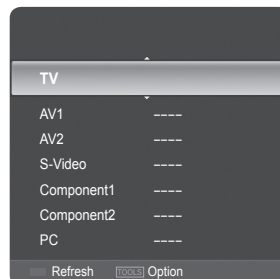 TV
AV1 ----
AV2 ----
S-Video ----
Component1 ----
Component2 ----
PC ----
Refresh TOOLS Option